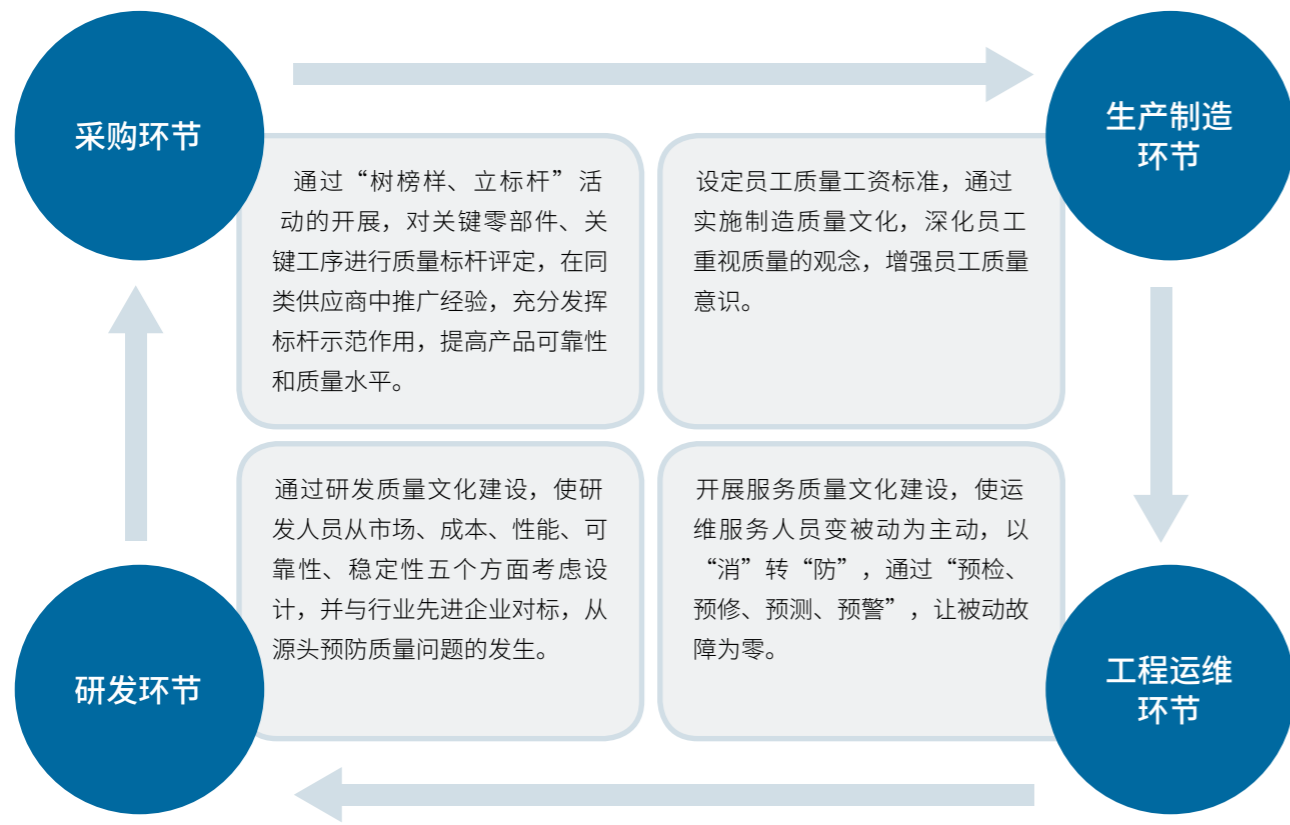 采购环节
通过“树榜样、立标杆”活
动的开展，对关键零部件、关
键工序进行质量标杆评定，在同
类供应商中推广经验，充分发挥
标杆示范作用，提高产品可靠性
和质量水平。
生产制造
环节
设定员工质量工资标准，通过
实施制造质量文化，深化员工
重视质量的观念，增强员工质量
意识。
研发环节
通过研发质量文化建设，使研
发人员从市场、成本、性能、可
靠性、稳定性五个方面考虑设
计，并与行业先进企业对标，从
源头预防质量问题的发生。
工程运维
环节
开展服务质量文化建设，使运
维服务人员变被动为主动，以
“消”转“防”，通过“预检、
预修、预测、预警”，让被动故
障为零。